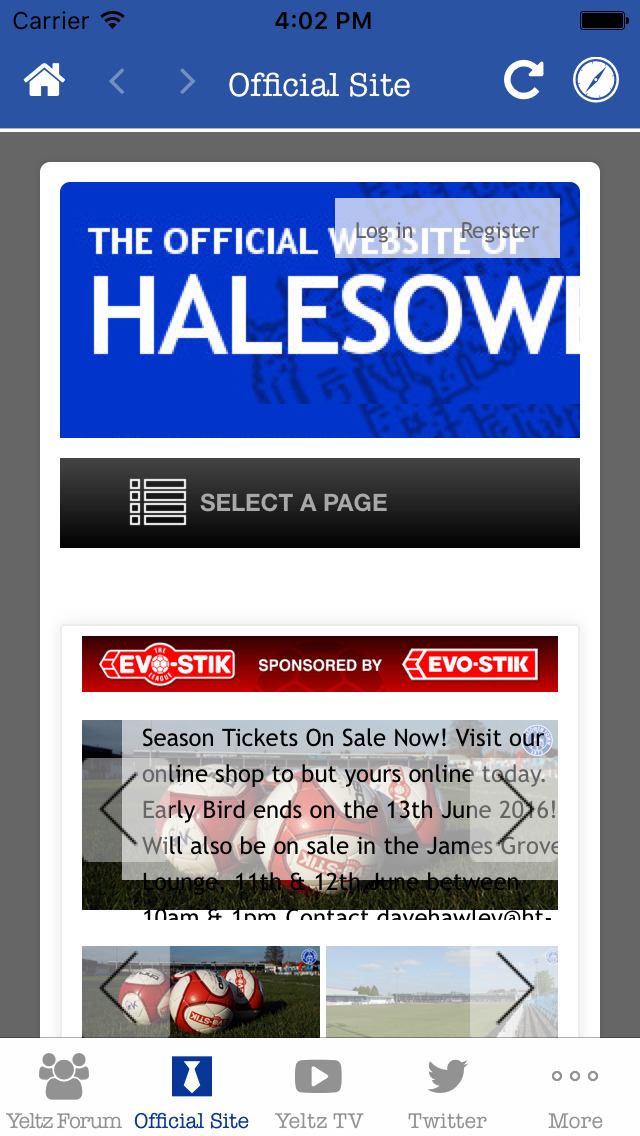 Carrier 4:02 PM
Official Site
Log in Register
THE OFFICIAL WEBSITE OF
HALESOWE
SELECT A PAGE
THE EVO-STIK LEAGUE SPONSORED BY EVO-STIK
Season Tickets On Sale Now! Visit our
online shop to but yours online today.
Early Bird ends on the 13th June 2016!
Will also be on sale in the James Grove
Lounge, 11th & 12th June between
10am & 1pm Contact davehawley@ht-
Yeltz Forum Official Site Yeltz TV Twitter More